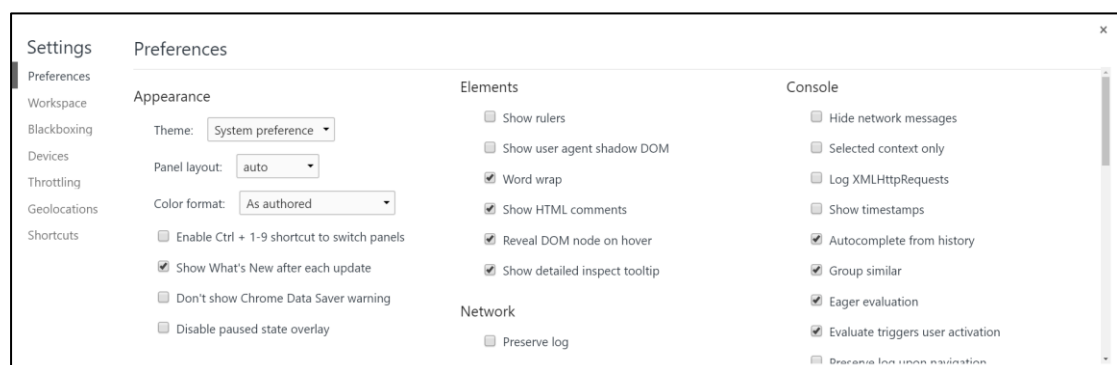 Settings
Preferences
Workspace
Blackboxing
Devices
Throttling
Geolocations
Shortcuts
Preferences
Appearance
Theme: System preference
Panel layout: auto
Color format: As authored
Enable Ctrl + 1-9 shortcut to switch panels
Show What's New after each update
Don't show Chrome Data Saver warning
Disable paused state overlay
Elements
Show rulers
Show user agent shadow DOM
Word wrap
Show HTML comments
Reveal DOM node on hover
Show detailed inspect tooltip
Network
Preserve log
Console
Hide network messages
Selected context only
Log XMLHttpRequests
Show timestamps
Autocomplete from history
Group similar
Eager evaluation
Evaluate triggers user activation
Preserve log upon navigation